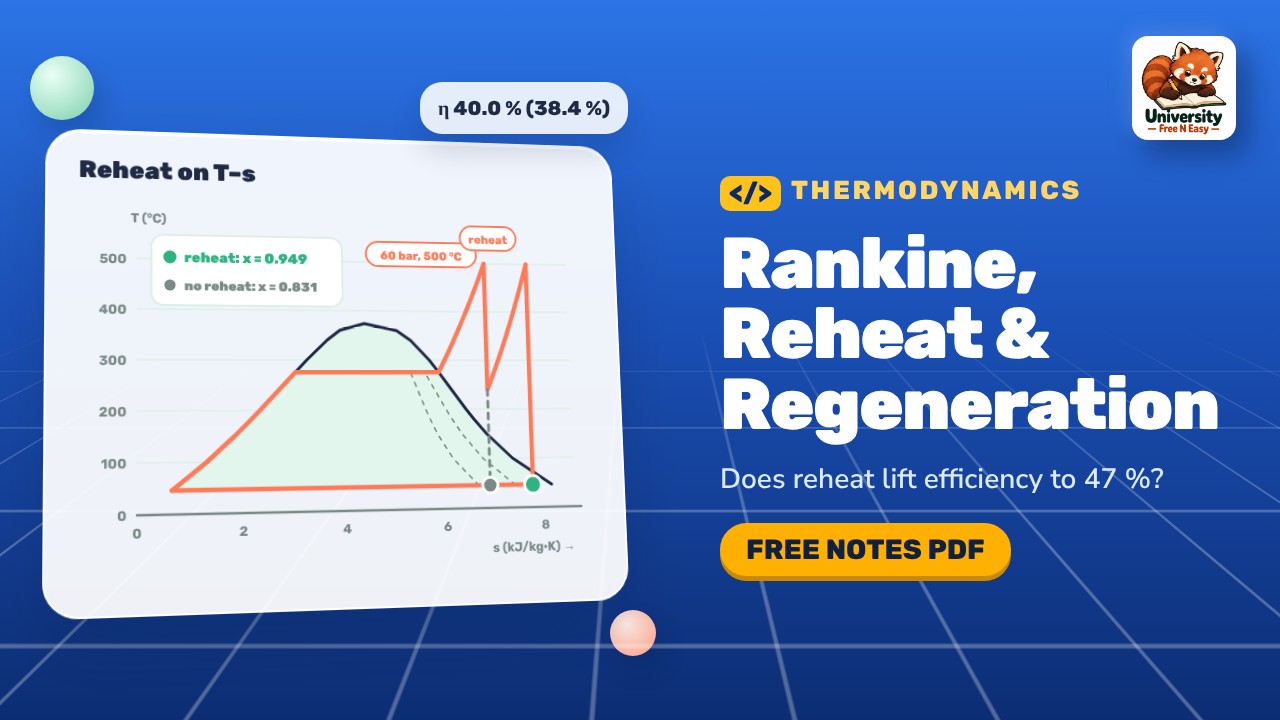 η 40.0 % (38.4 %)
Reheat on T–s
T (°C)
500
400
300
200
100
0
reheat: x = 0.949
no reheat: x = 0.831
60 bar, 500 °C
reheat
0
2
4
6
8
s (kJ/kg·K) →
University
Free N Easy
</> THERMODYNAMICS
Rankine,
Reheat &
Regeneration
Does reheat lift efficiency to 47 %?
FREE NOTES PDF